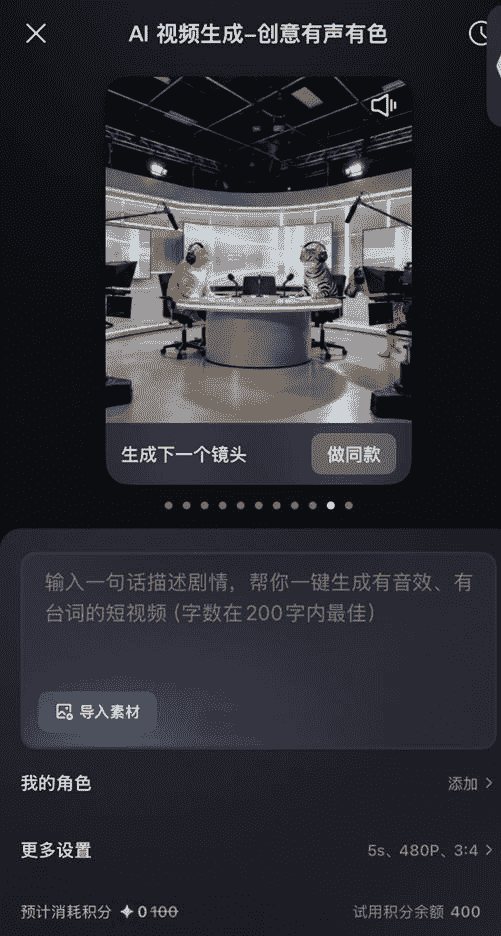 AI 视频生成–创意有声有色
生成下一个镜头
做同款
输入一句话描述剧情，帮你一键生成有音效、有
台词的短视频（字数在200字内最佳）
导入素材
我的角色
添加
更多设置
5s、480P、3:4
预计消耗积分 0 100
试用积分余额 400